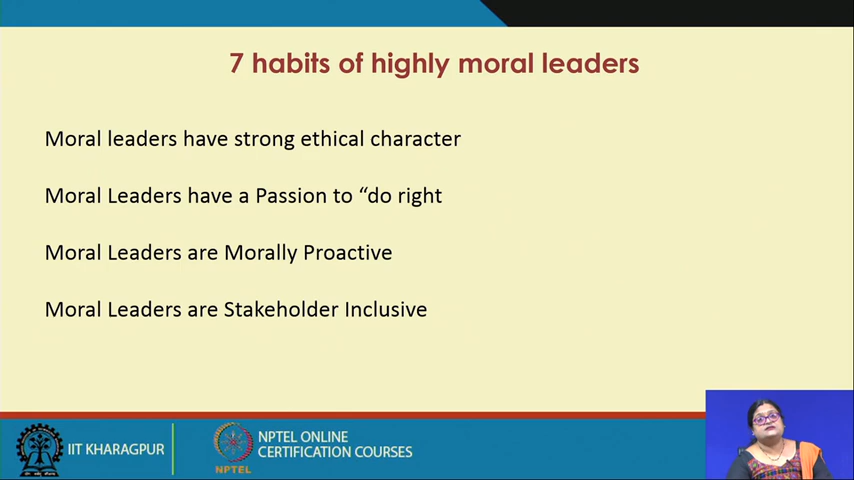 7 habits of highly moral leaders
Moral leaders have strong ethical character
Moral Leaders have a Passion to “do right
Moral Leaders are Morally Proactive
Moral Leaders are Stakeholder Inclusive
IIT KHARAGPUR
NPTEL
NPTEL ONLINE
CERTIFICATION COURSES